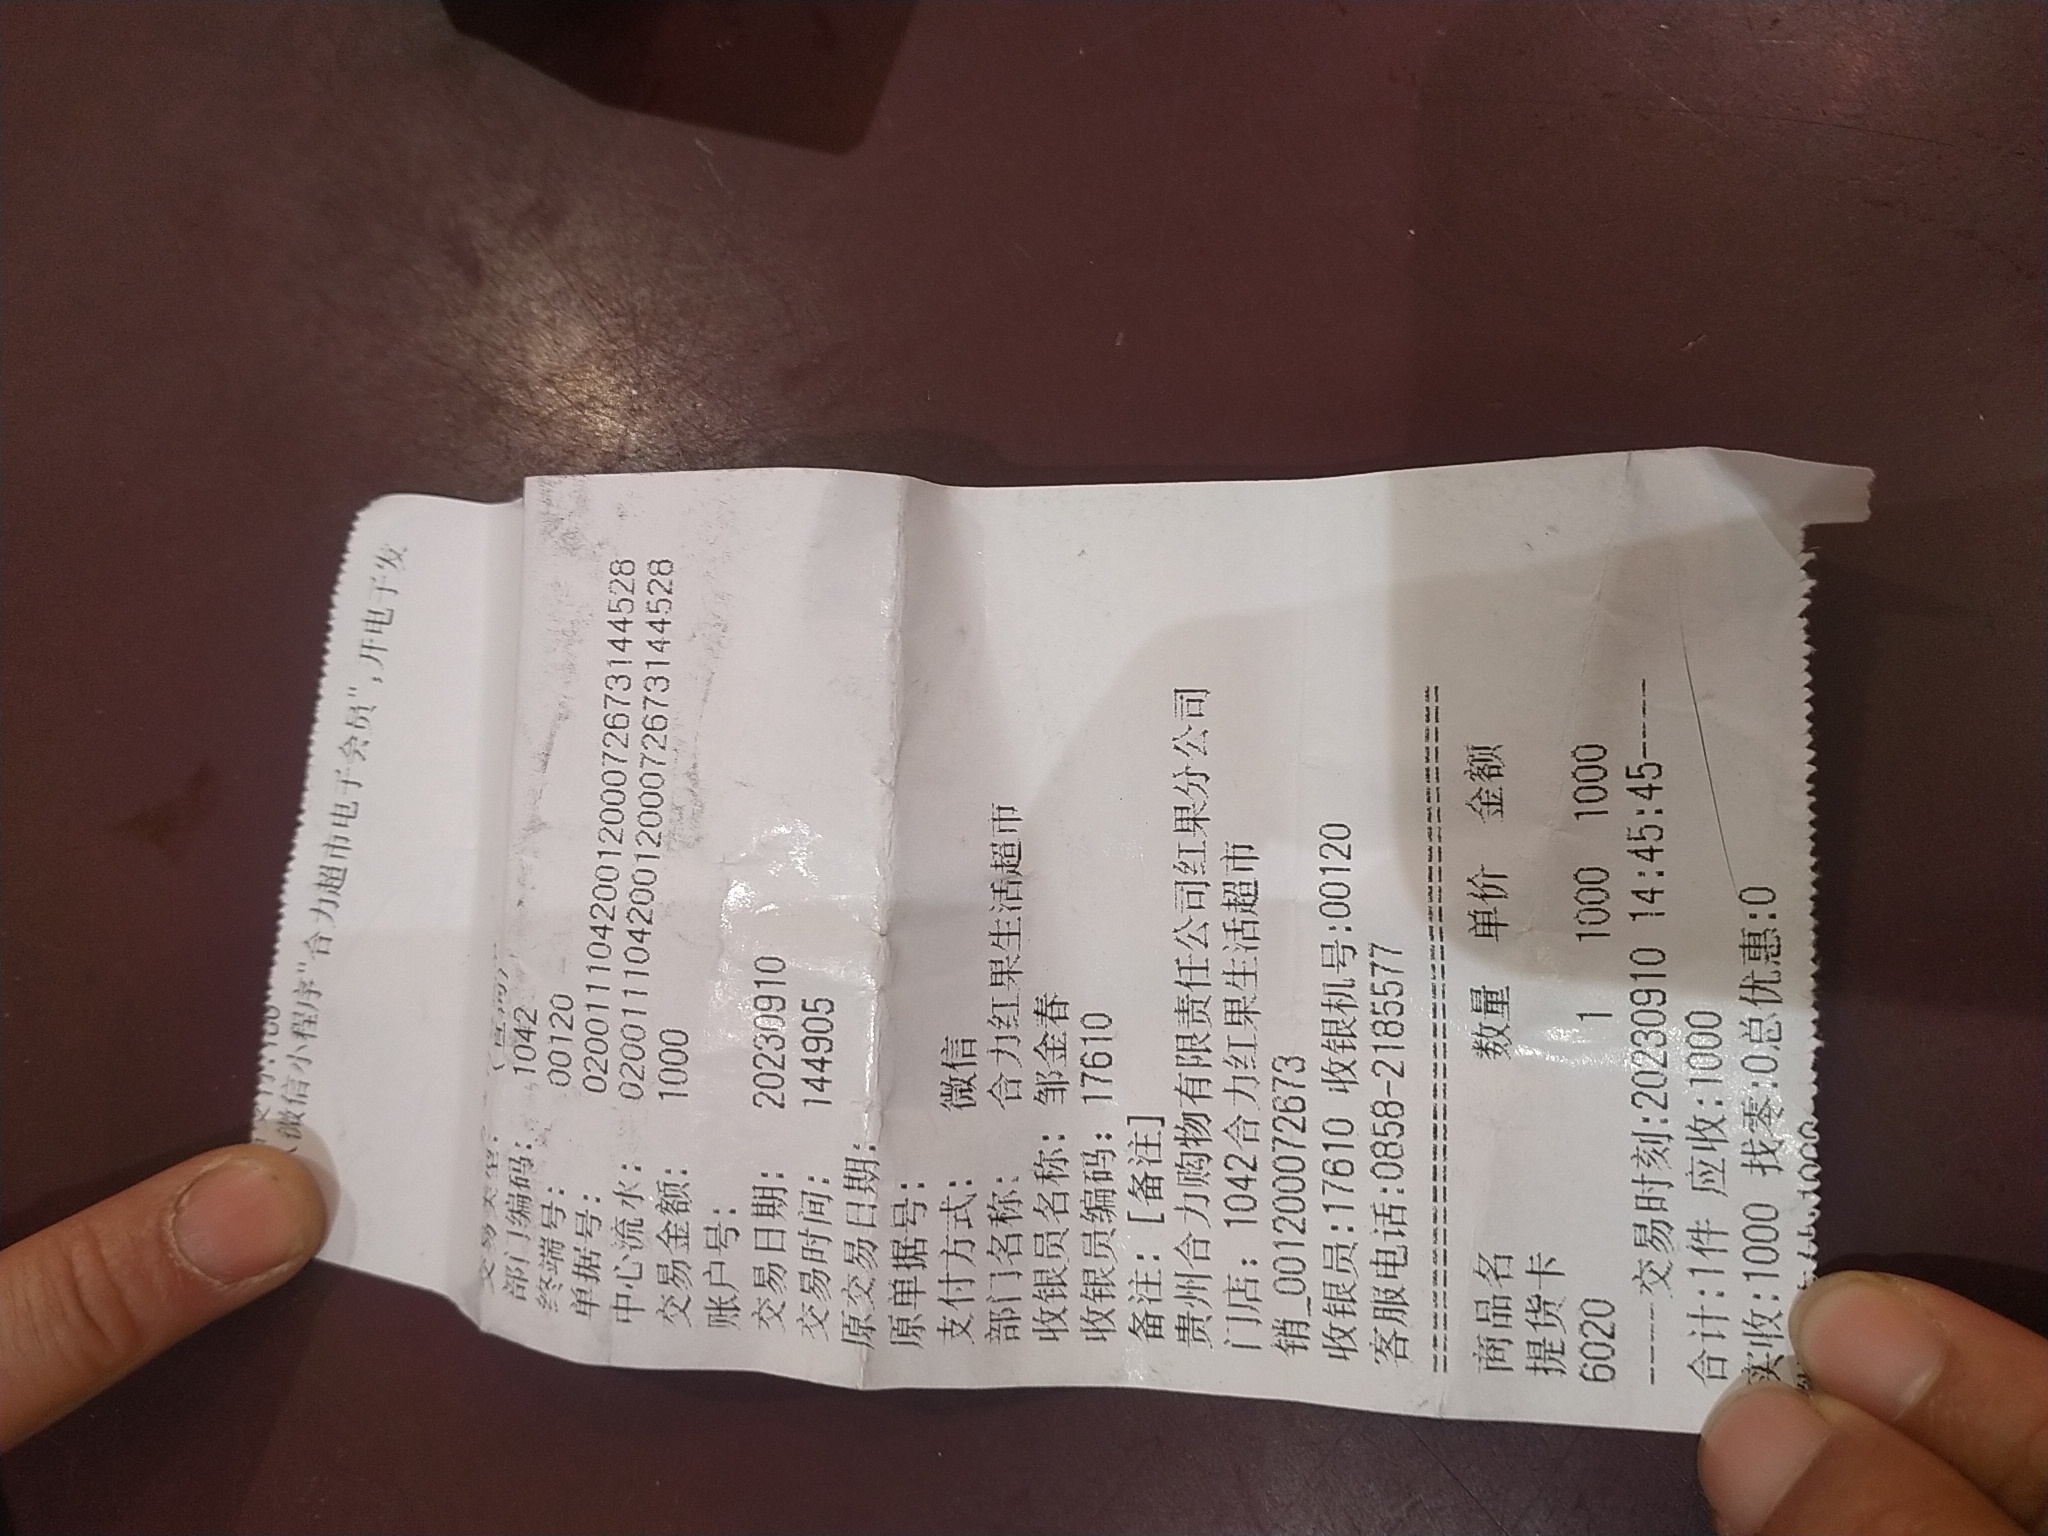 微信小程序"合力超市电子会员",开电子发
交易类型:
部门编码: 1042
终端号: 00120
单据号: 02001110420012000726731445​28
中心流水: 0200111042001200072673144528
交易金额: 1000
账户号:
交易日期: 20230910
交易时间: 144905
原交易日期:
原单据号:
支付方式: 微信
部门名称: 合力红果生活超市
收银员名称: 邹金春
收银员编码: 17610
备注: [备注]
贵州合力购物有限责任公司红果分公司
门店: 1042合力红果生活超市
销_0012000072673
收银员:17610 收银机号:00120
客服电话:0858-2185577
商品名 数量 单价 金额
提货卡
6020 1 1000 1000
-----交易时刻:20230910 14:45:45----
合计:1件 应收:1000
实收:1000 找零:0总优惠:0